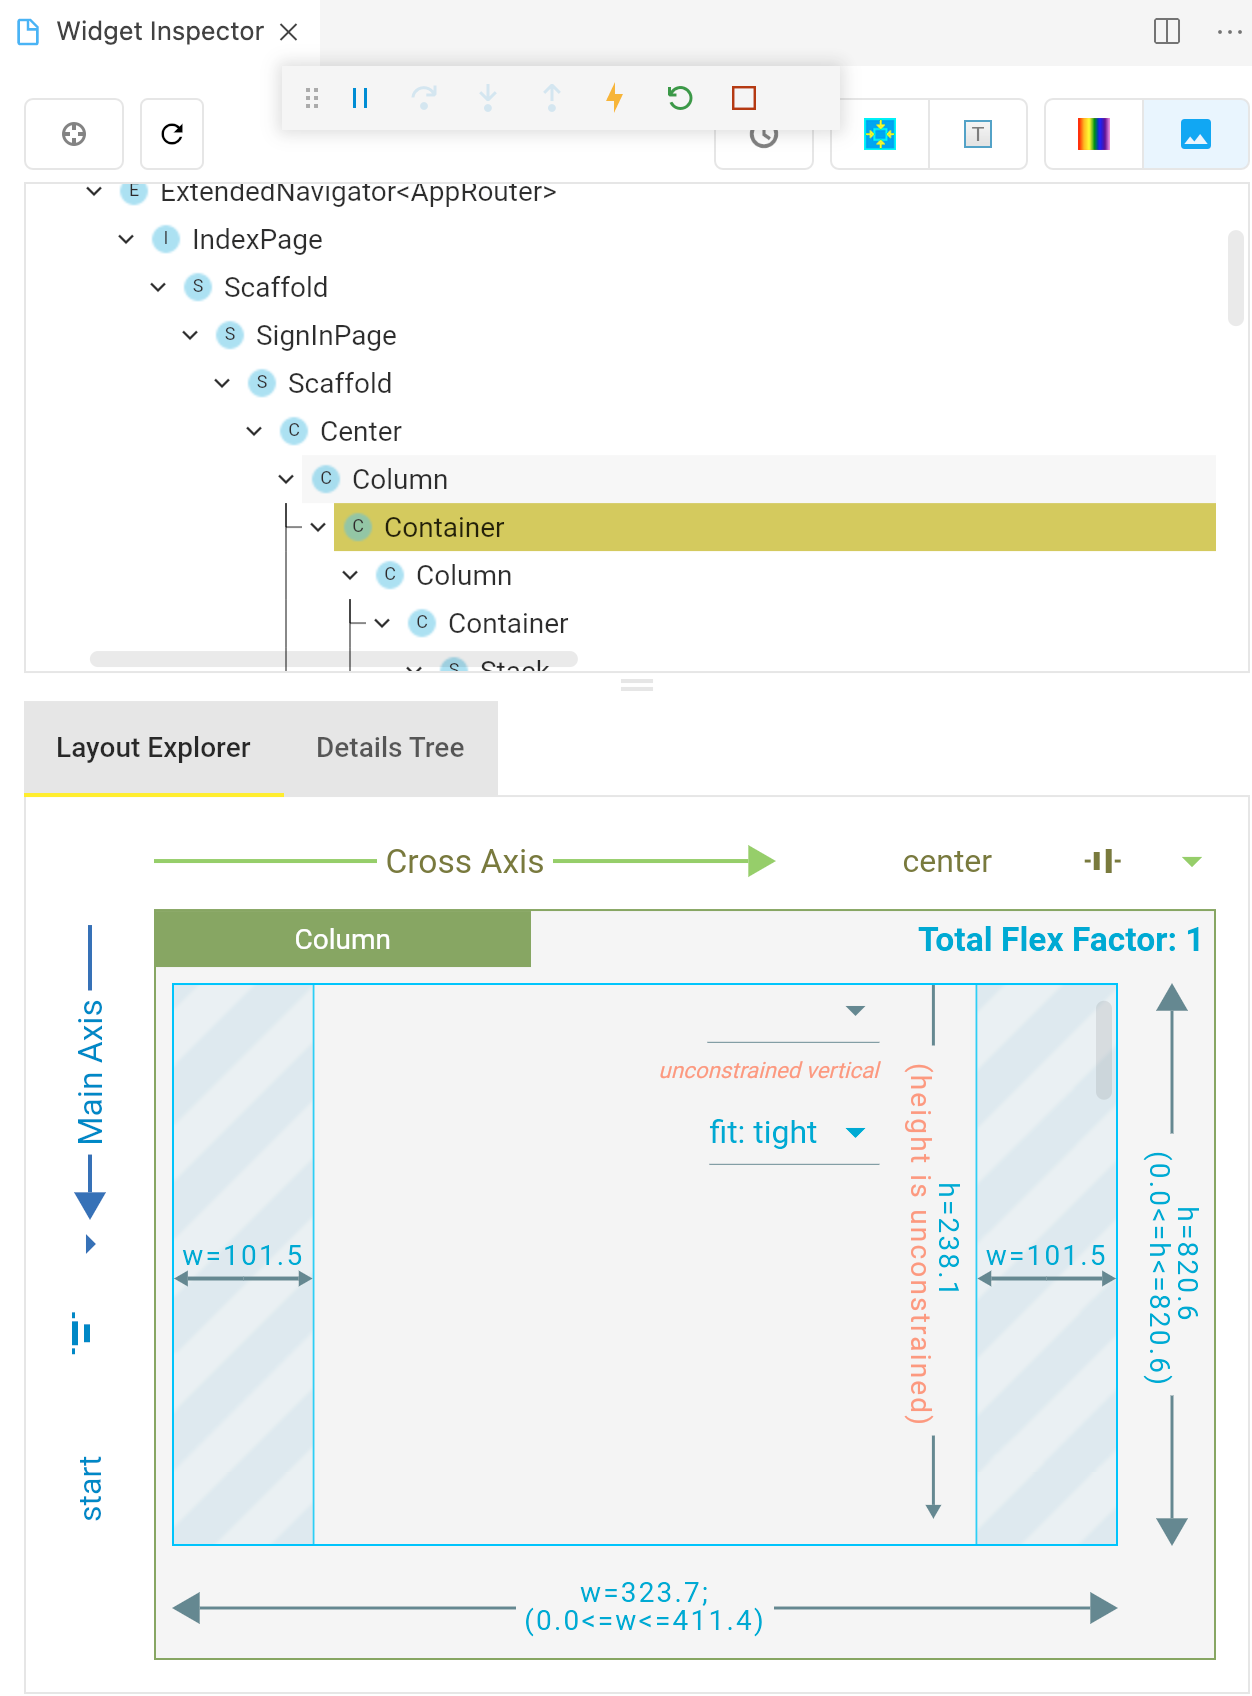 Widget Inspector
T
E ExtendedNavigator<AppRouter>
I IndexPage
S Scaffold
S SignInPage
S Scaffold
C Center
C Column
C Container
C Column
C Container
S Stack
Layout Explorer Details Tree
Cross Axis center
Column Total Flex Factor: 1
Main Axis
start
unconstrained vertical
fit: tight
w=101.5
h=238.1
(height is unconstrained)
w=101.5
h=820.6
(0.0<=h<=820.6)
w=323.7;
(0.0<=w<=411.4)